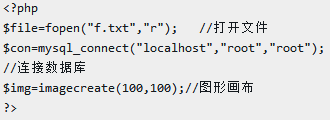 <?php
$file=fopen("f.txt","r");   //打开文件
$con=mysql_connect("localhost","root","root");
//连接数据库
$img=imagecreate(100,100);//图形画布
?>